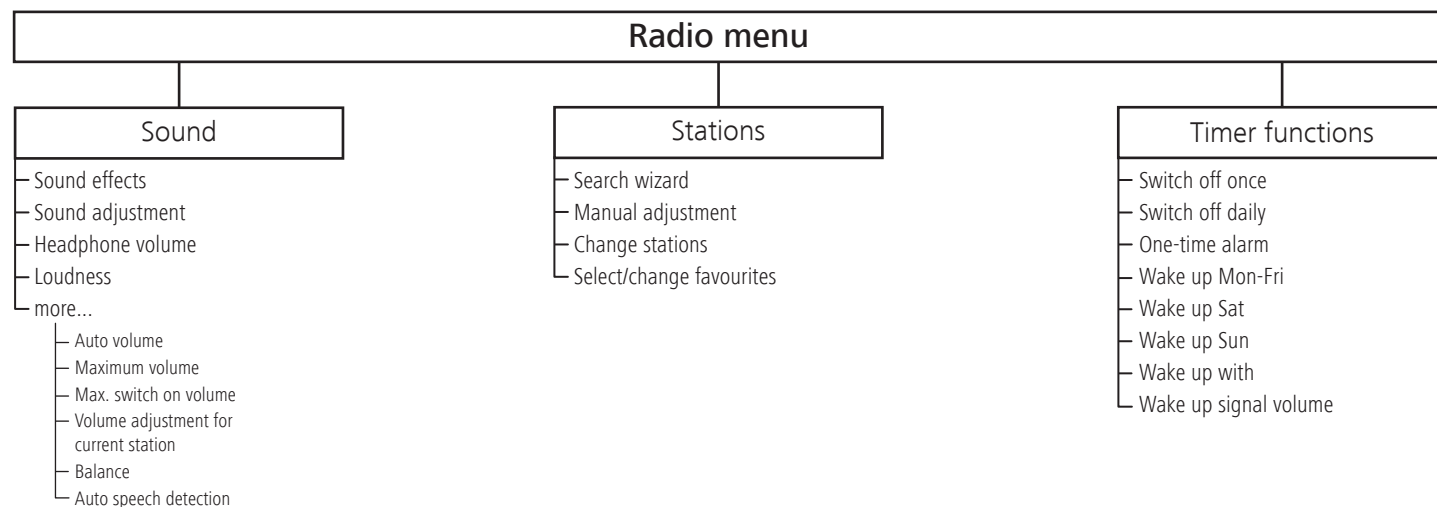 Radio menu
Sound
Sound effects
Sound adjustment
Headphone volume
Loudness
more...
Auto volume
Maximum volume
Max. switch on volume
Volume adjustment for
current station
Balance
Auto speech detection
Stations
Search wizard
Manual adjustment
Change stations
Select/change favourites
Timer functions
Switch off once
Switch off daily
One-time alarm
Wake up Mon-Fri
Wake up Sat
Wake up Sun
Wake up with
Wake up signal volume